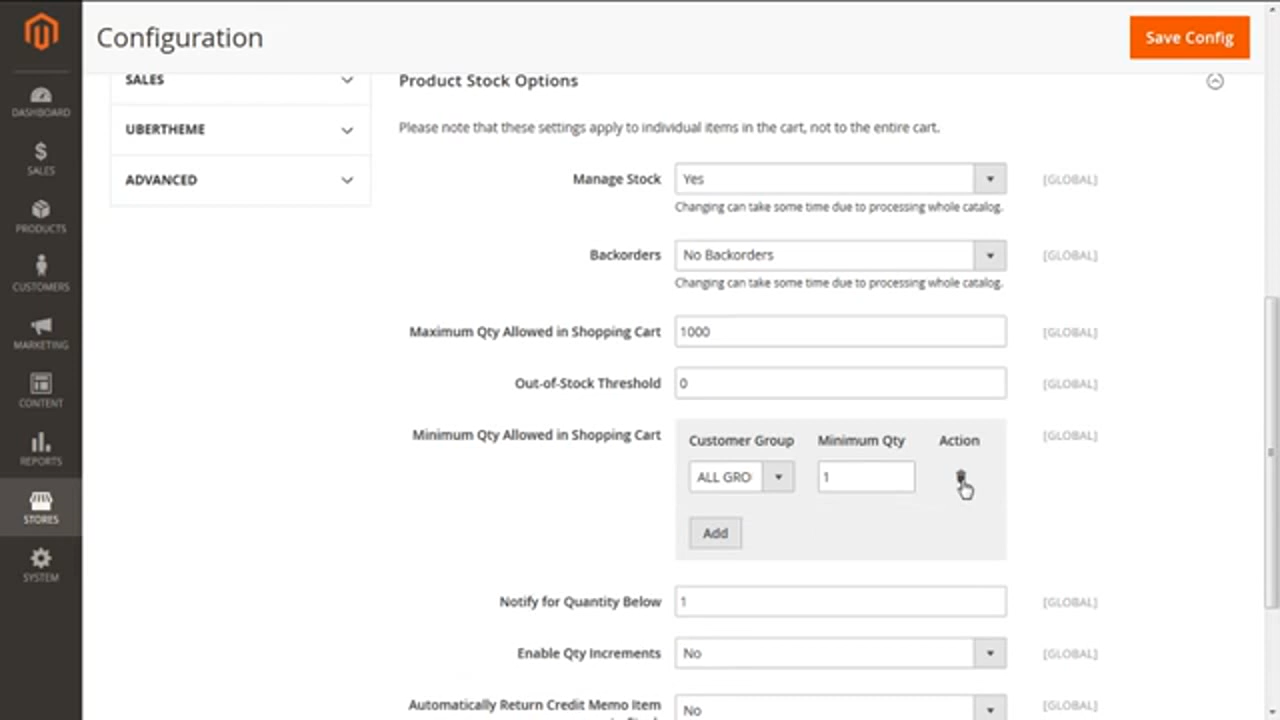 Configuration
Save Config
DASHBOARD
SALES
PRODUCTS
CUSTOMERS
MARKETING
CONTENT
REPORTS
STORES
SYSTEM
SALES
UBERTHEME
ADVANCED
Product Stock Options
Please note that these settings apply to individual items in the cart, not to the entire cart.
Manage Stock Yes [GLOBAL]
Changing can take some time due to processing whole catalog.
Backorders No Backorders [GLOBAL]
Changing can take some time due to processing whole catalog.
Maximum Qty Allowed in Shopping Cart 1000 [GLOBAL]
Out-of-Stock Threshold 0 [GLOBAL]
Minimum Qty Allowed in Shopping Cart Customer Group Minimum Qty Action [GLOBAL]
ALL GRO 1
Add
Notify for Quantity Below 1 [GLOBAL]
Enable Qty Increments No [GLOBAL]
Automatically Return Credit Memo Item No [GLOBAL]